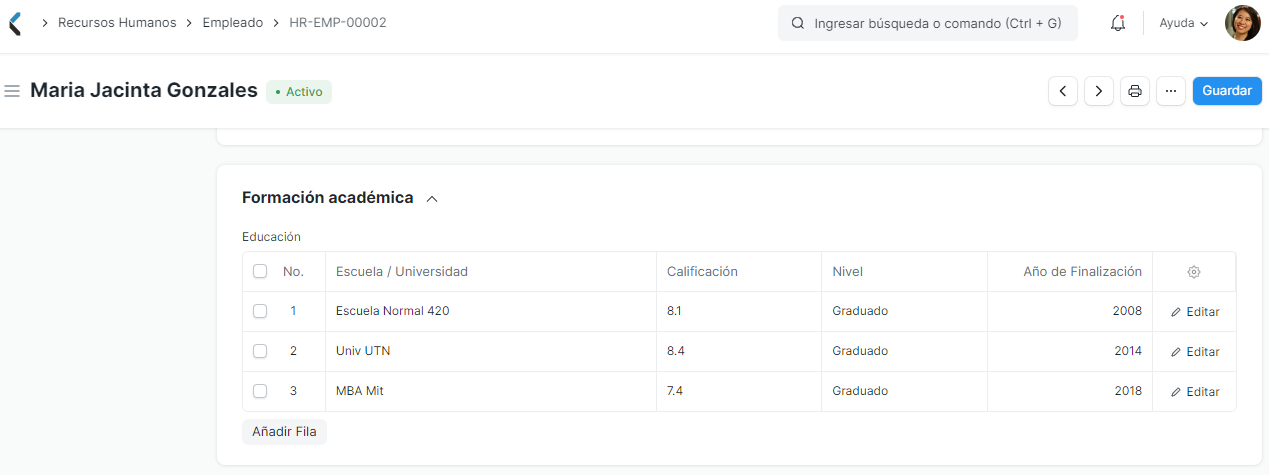 Recursos Humanos Empleado HR-EMP-00002 Ingresar búsqueda o comando (Ctrl + G) Ayuda
Maria Jacinta Gonzales Activo ... Guardar
Formación académica
Educación
No. Escuela / Universidad Calificación Nivel Año de Finalización
1 Escuela Normal 420 8.1 Graduado 2008 Editar
2 Univ UTN 8.4 Graduado 2014 Editar
3 MBA Mit 7.4 Graduado 2018 Editar
Añadir Fila